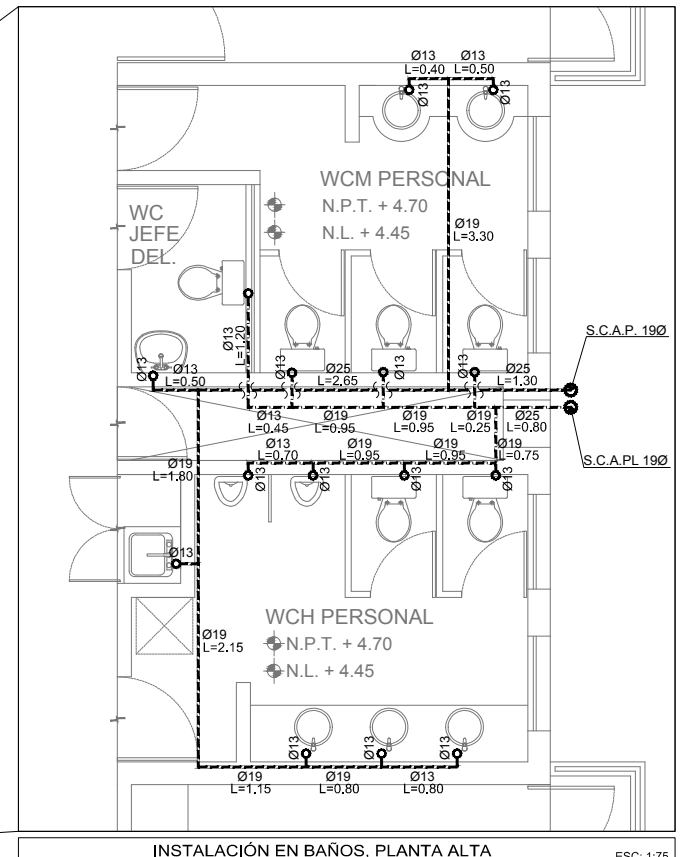 Ø13 Ø13
L=0.40 L=0.50
Ø13 Ø13
WCM PERSONAL
N.P.T. + 4.70
N.L. + 4.45
WC
JEFE
DEL.
Ø19
L=3.30
Ø13
L=1.20
S.C.A.P. 19Ø
Ø13 Ø13 Ø13 Ø25 Ø13 Ø13 Ø25
L=0.50 L=2.65 L=1.30
Ø13 Ø19 Ø19 Ø19 Ø25
L=0.45 L=0.95 L=0.95 L=0.25 L=0.80
Ø13 Ø19 Ø19 Ø19
L=0.70 L=0.95 L=0.95 L=0.75
S.C.A.PL 19Ø
Ø19
L=1.80
Ø13 Ø13 Ø13 Ø13
Ø13
WCH PERSONAL
Ø19
L=2.15
N.P.T. + 4.70
N.L. + 4.45
Ø13 Ø13 Ø13
Ø19 Ø19 Ø13
L=1.15 L=0.80 L=0.80
INSTALACIÓN EN BAÑOS, PLANTA ALTA
ESC: 1:75